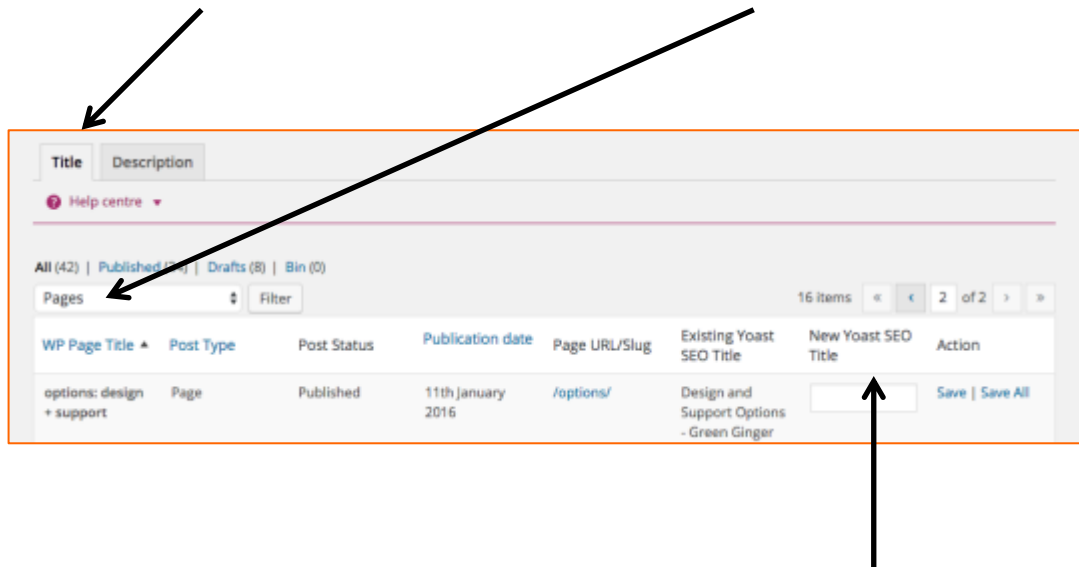 Title Description
Help centre
All (42) | Published | Drafts (8) | Bin (0)
Pages Filter 16 items « ‹ 2 of 2 › »
WP Page Title Post Type Post Status Publication date Page URL/Slug Existing Yoast SEO Title New Yoast SEO Title Action
options: design + support Page Published 11th January 2016 /options/ Design and Support Options - Green Ginger Save | Save All